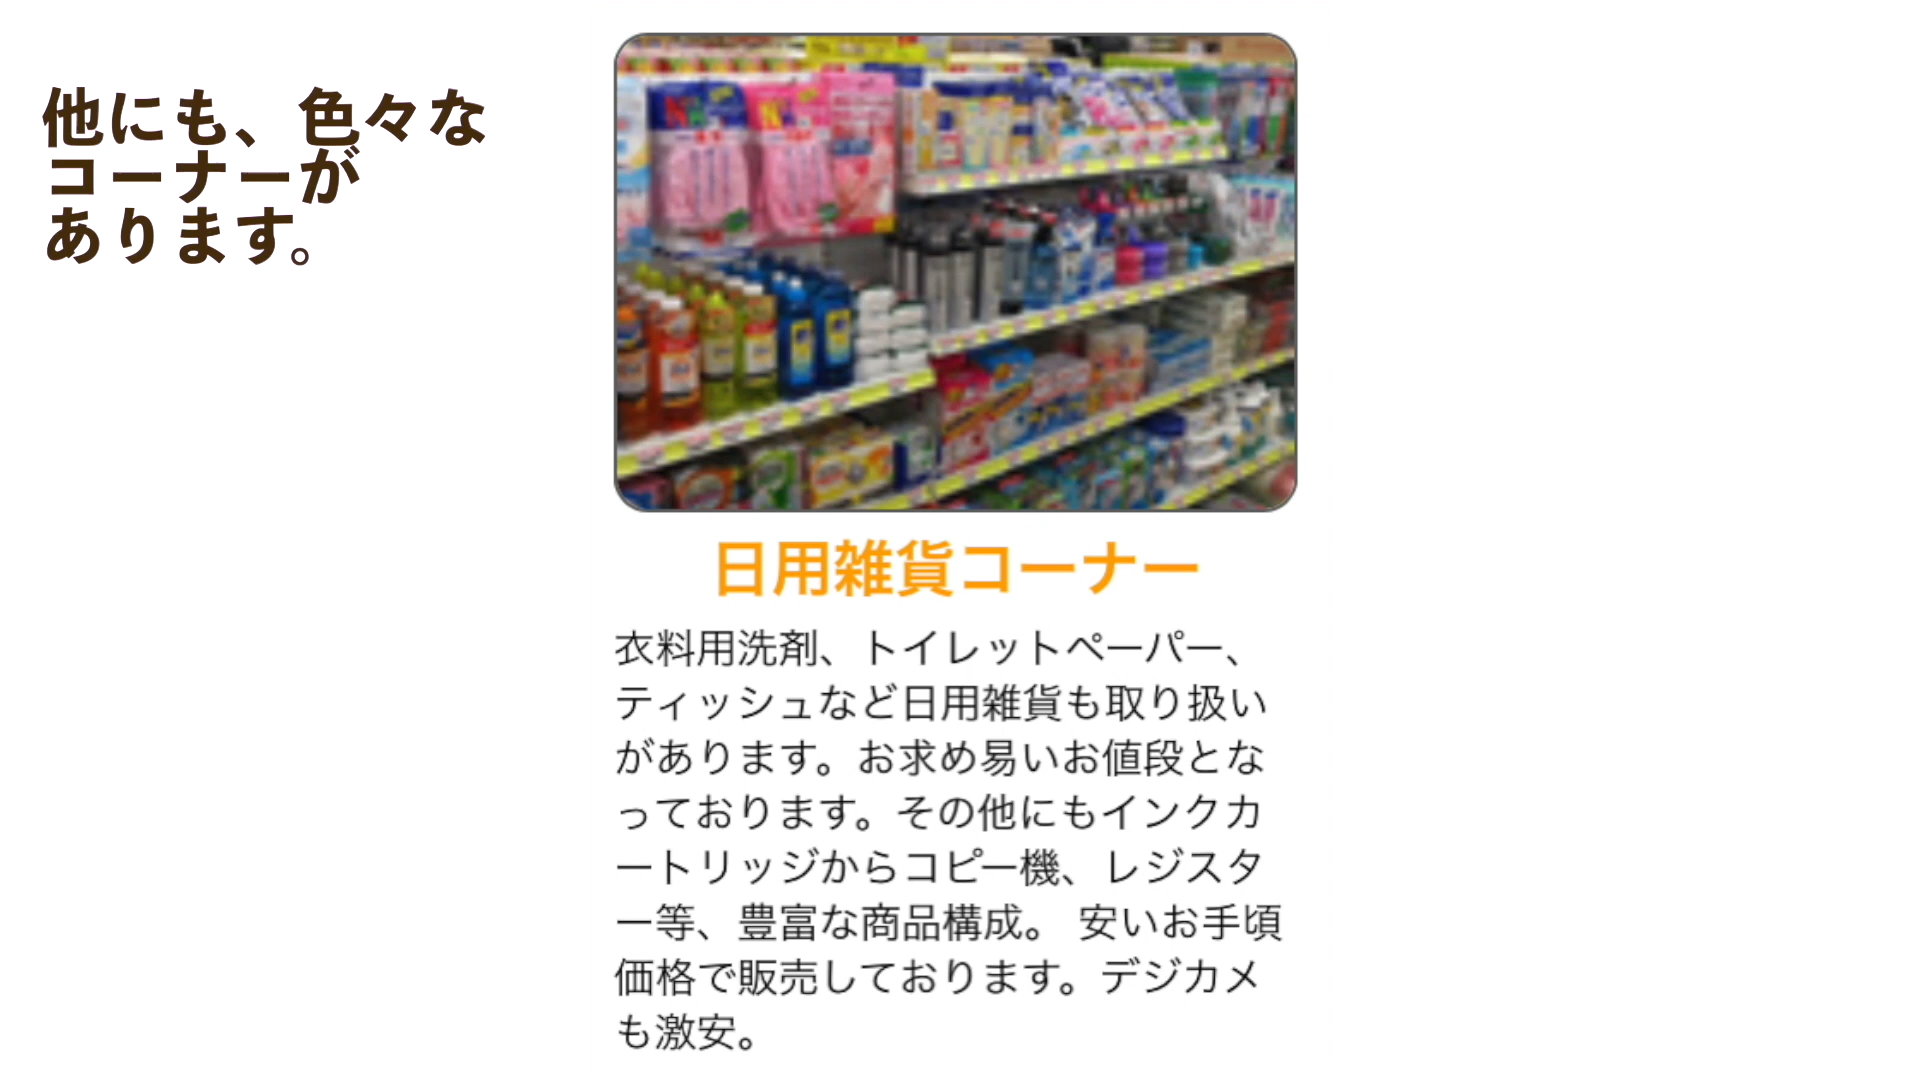 他にも、色々な
コーナーが
あります。
日用雑貨コーナー
衣料用洗剤、トイレットペーパー、
ティッシュなど日用雑貨も取り扱い
があります。お求め易いお値段とな
っております。その他にもインクカ
ートリッジからコピー機、レジスタ
ー等、豊富な商品構成。 安いお手頃
価格で販売しております。デジカメ
も激安。